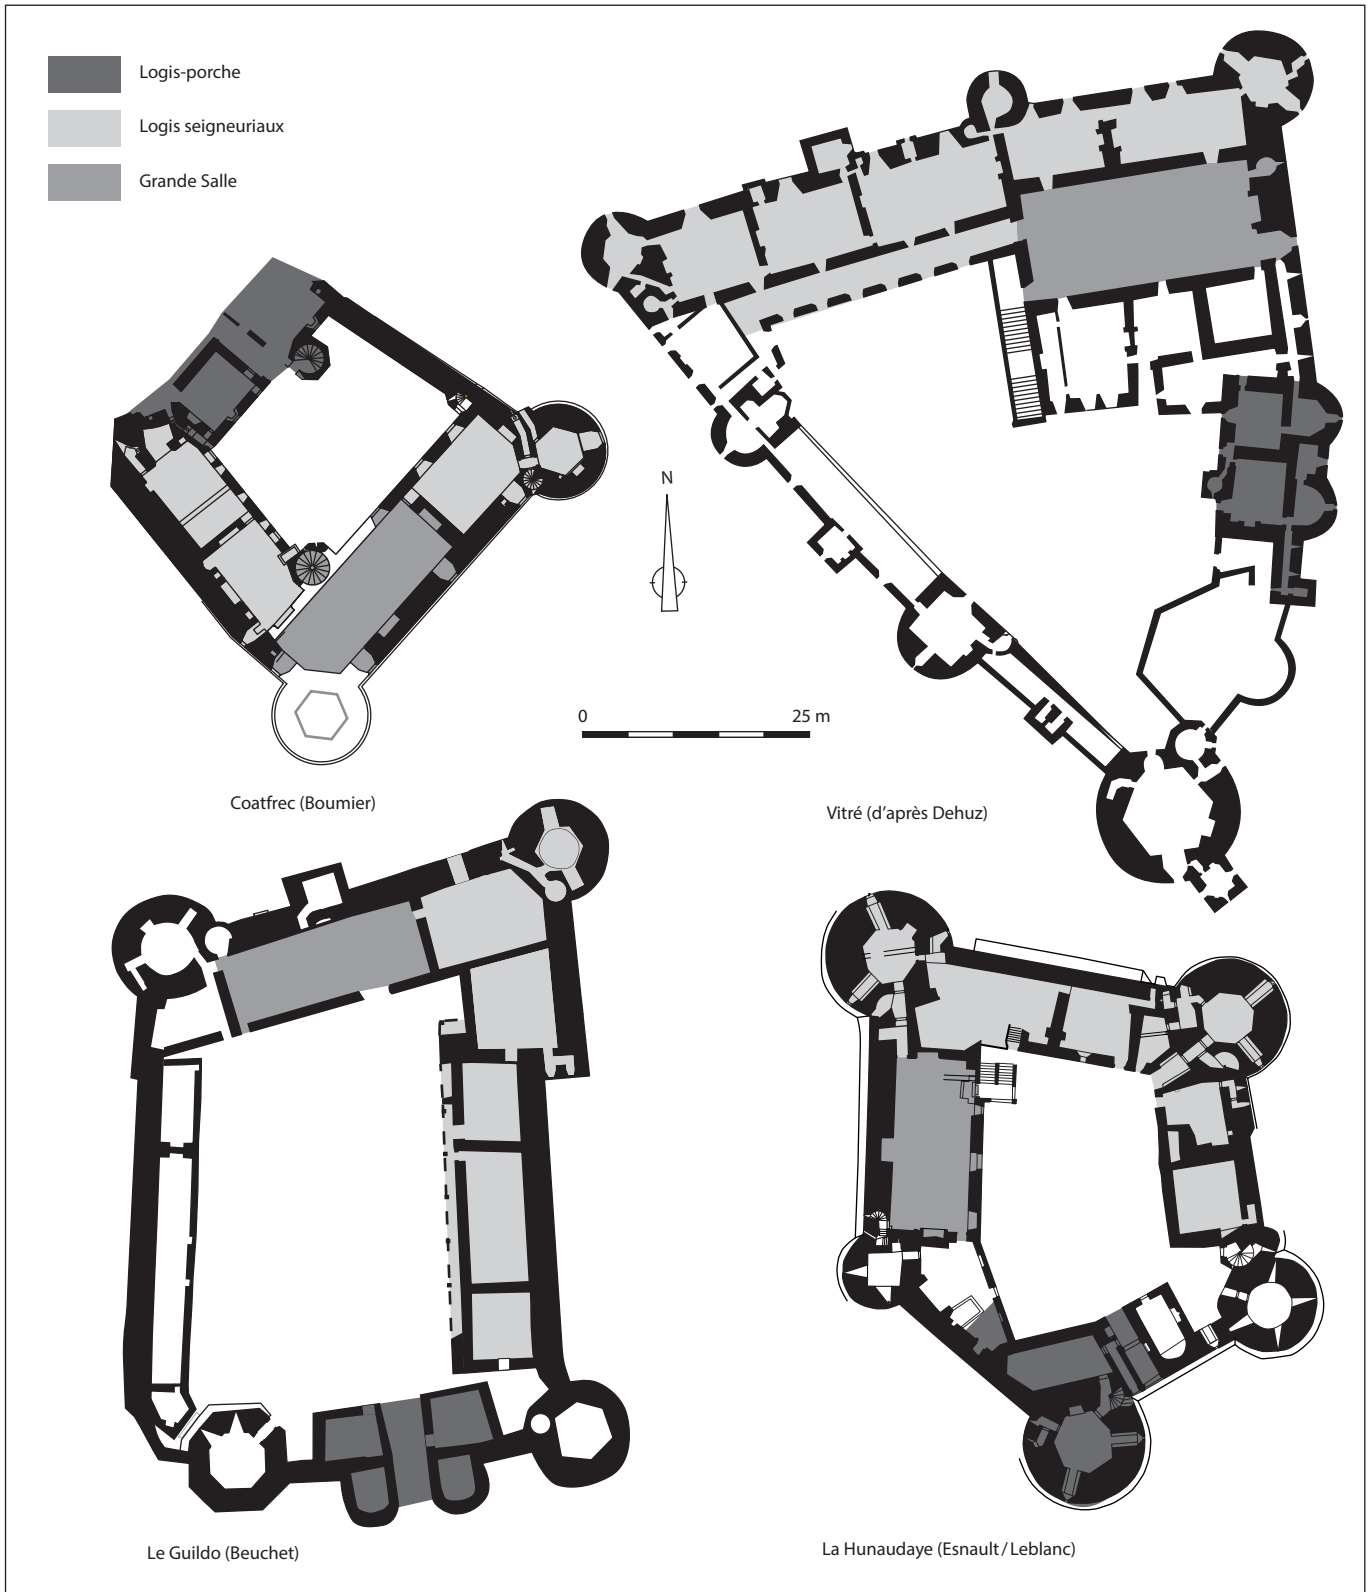 Logis-porche
Logis seigneuriaux
Grande Salle
N
0 25 m
Coatfrec (Boumier)
Vitré (d’après Dehuz)
Le Guildo (Beuchet)
La Hunaudaye (Esnault/Leblanc)